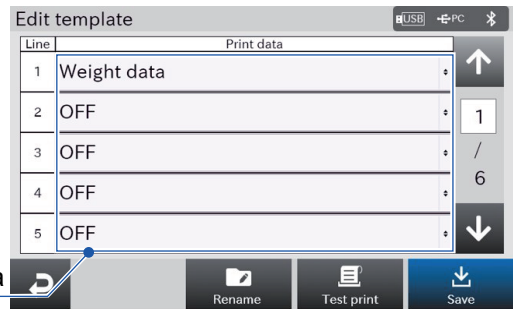 Edit template
USB PC
Line Print data
1 Weight data
2 OFF
3 OFF
4 OFF
5 OFF
1
/
6
a
Rename Test print Save